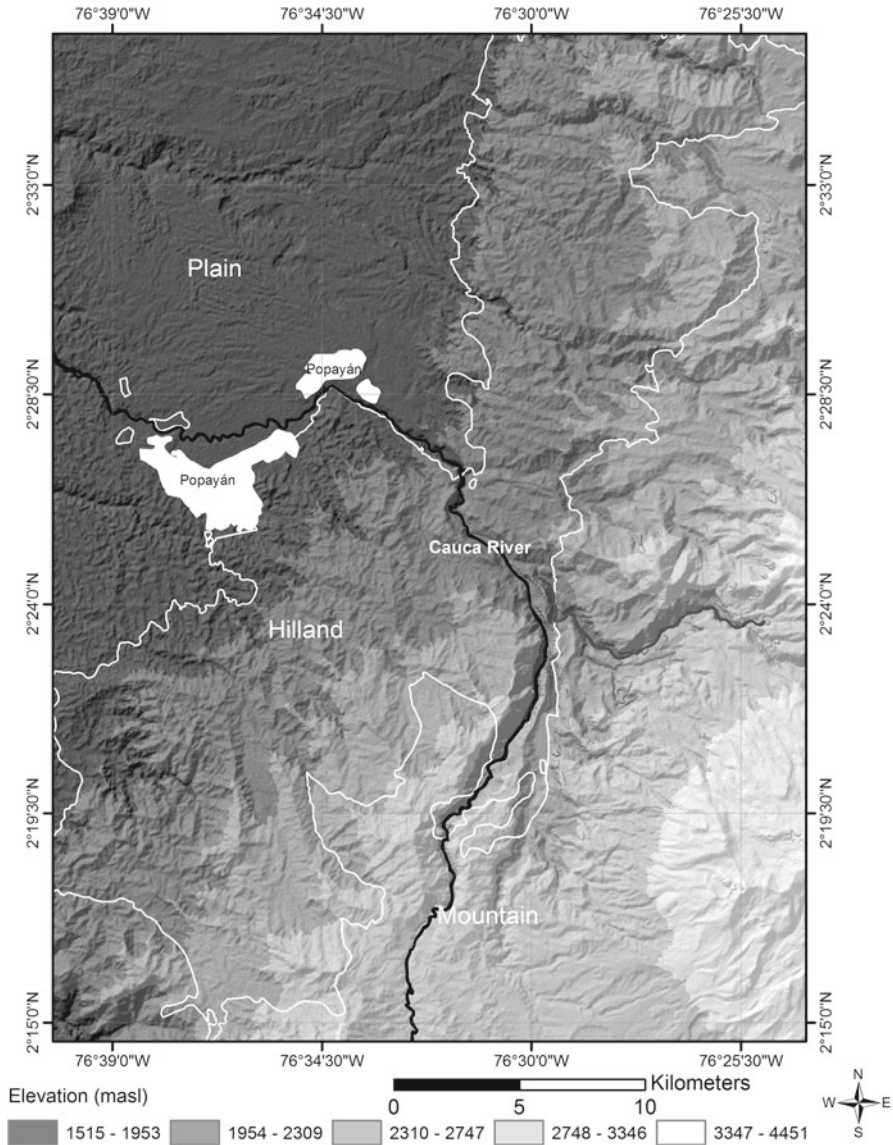 76°39'0"W 76°34'30"W 76°30'0"W 76°25'30"W
2°33'0"N 2°33'0"N
Plain
Popayán
2°28'30"N 2°28'30"N
Popayán
Cauca River
2°24'0"N 2°24'0"N
Hilland
2°19'30"N 2°19'30"N
Mountain
2°15'0"N 2°15'0"N
76°39'0"W 76°34'30"W 76°30'0"W 76°25'30"W
Kilometers
0 5 10
Elevation (masl)
N
W E
S
1515 - 1953 1954 - 2309 2310 - 2747 2748 - 3346 3347 - 4451